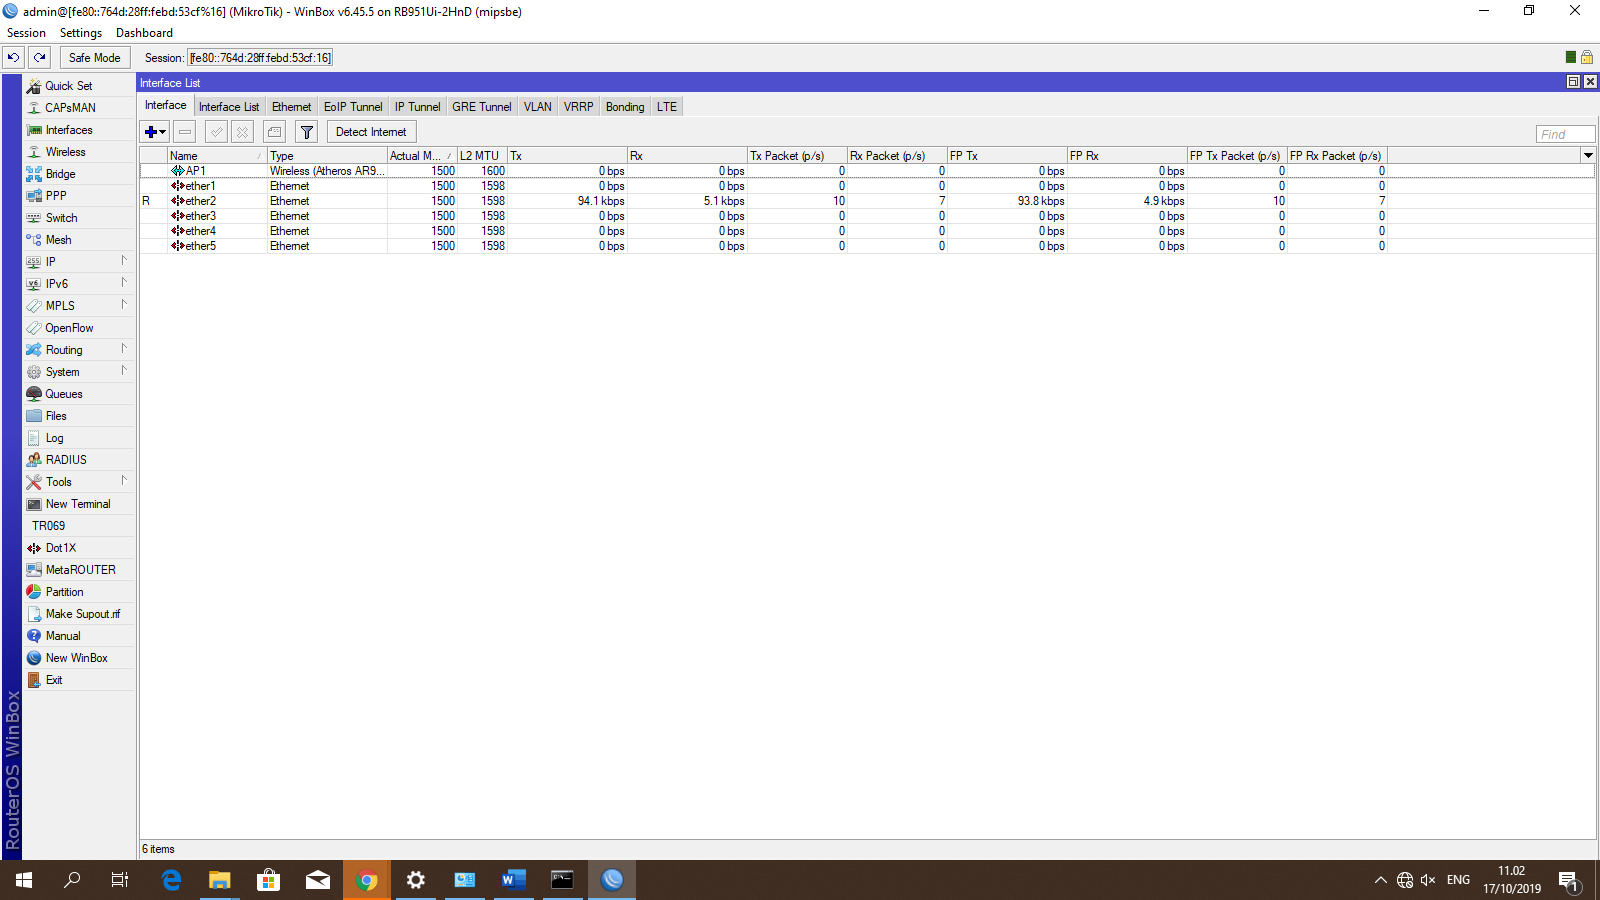 admin@[fe80::764d:28ff:febd:53cf%16] (MikroTik) - WinBox v6.45.5 on RB951Ui-2HnD (mipsbe)
Session Settings Dashboard
Safe Mode Session: [fe80::764d:28ff:febd:53cf:16]
Interface List
Interface Interface List Ethernet EoIP Tunnel IP Tunnel GRE Tunnel VLAN VRRP Bonding LTE
Detect Internet Find
Name Type Actual M... L2 MTU Tx Rx Tx Packet (p/s) Rx Packet (p/s) FP Tx FP Rx FP Tx Packet (p/s) FP Rx Packet (p/s)
AP1 Wireless (Atheros AR9... 1500 1600 0 bps 0 bps 0 0 0 bps 0 bps 0 0
ether1 Ethernet 1500 1598 0 bps 0 bps 0 0 0 bps 0 bps 0 0
R ether2 Ethernet 1500 1598 94.1 kbps 5.1 kbps 10 7 93.8 kbps 4.9 kbps 10 7
ether3 Ethernet 1500 1598 0 bps 0 bps 0 0 0 bps 0 bps 0 0
ether4 Ethernet 1500 1598 0 bps 0 bps 0 0 0 bps 0 bps 0 0
ether5 Ethernet 1500 1598 0 bps 0 bps 0 0 0 bps 0 bps 0 0
6 items
Quick Set
CAPsMAN
Interfaces
Wireless
Bridge
PPP
Switch
Mesh
255 IP
v6 IPv6
MPLS
OpenFlow
Routing
System
Queues
Files
Log
RADIUS
Tools
New Terminal
TR069
Dot1X
MetaROUTER
Partition
Make Supout.rif
Manual
New WinBox
Exit
RouterOS WinBox
ENG
11.02
17/10/2019
1